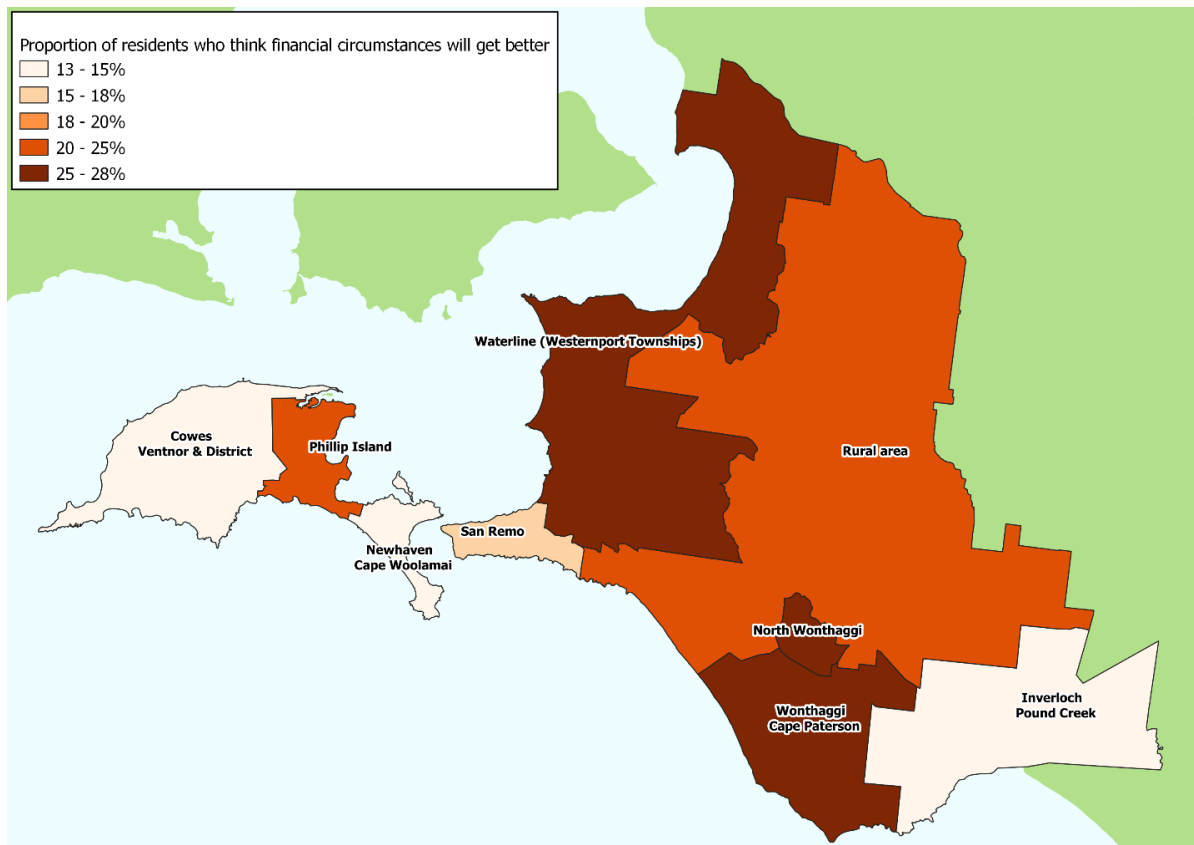 Proportion of residents who think financial circumstances will get better
13 - 15%
15 - 18%
18 - 20%
20 - 25%
25 - 28%
Waterline (Westernport Townships)
Cowes
Ventnor & District
Phillip Island
Rural area
San Remo
Newhaven
Cape Woolamai
North Wonthaggi
Inverloch
Pound Creek
Wonthaggi
Cape Paterson